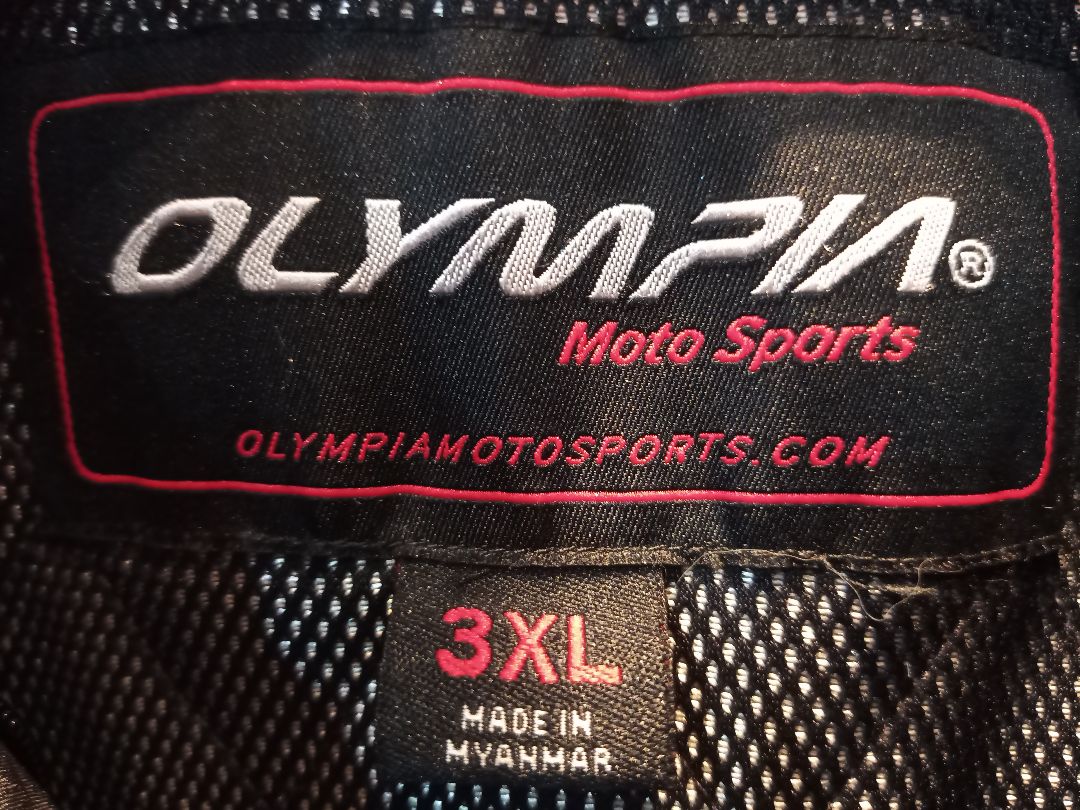 OLYMPIA®
Moto Sports
OLYMPIAMOTOSPORTS.COM
3XL
MADE IN
MYANMAR